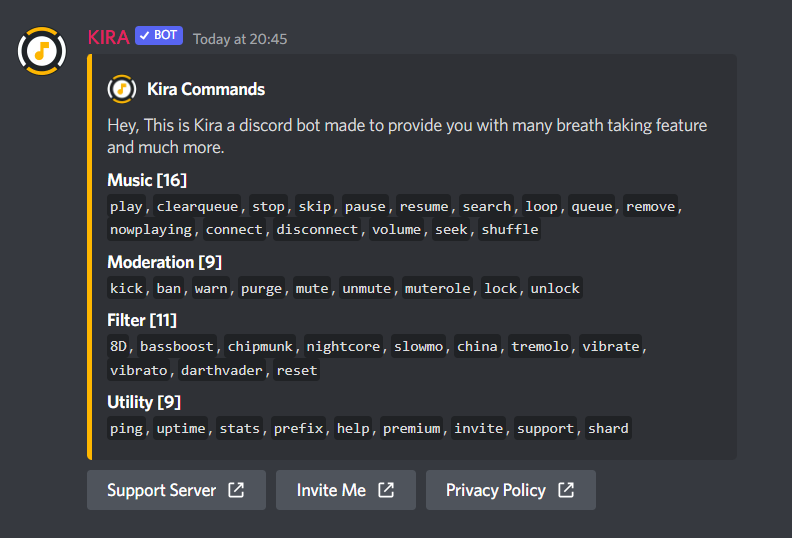 KIRA ✓ BOT Today at 20:45
Kira Commands
Hey, This is Kira a discord bot made to provide you with many breath taking feature
and much more.
Music [16]
play, clearqueue, stop, skip, pause, resume, search, loop, queue, remove,
nowplaying, connect, disconnect, volume, seek, shuffle
Moderation [9]
kick, ban, warn, purge, mute, unmute, muterole, lock, unlock
Filter [11]
8D, bassboost, chipmunk, nightcore, slowmo, china, tremolo, vibrate,
vibrato, darthvader, reset
Utility [9]
ping, uptime, stats, prefix, help, premium, invite, support, shard
Support Server Invite Me Privacy Policy